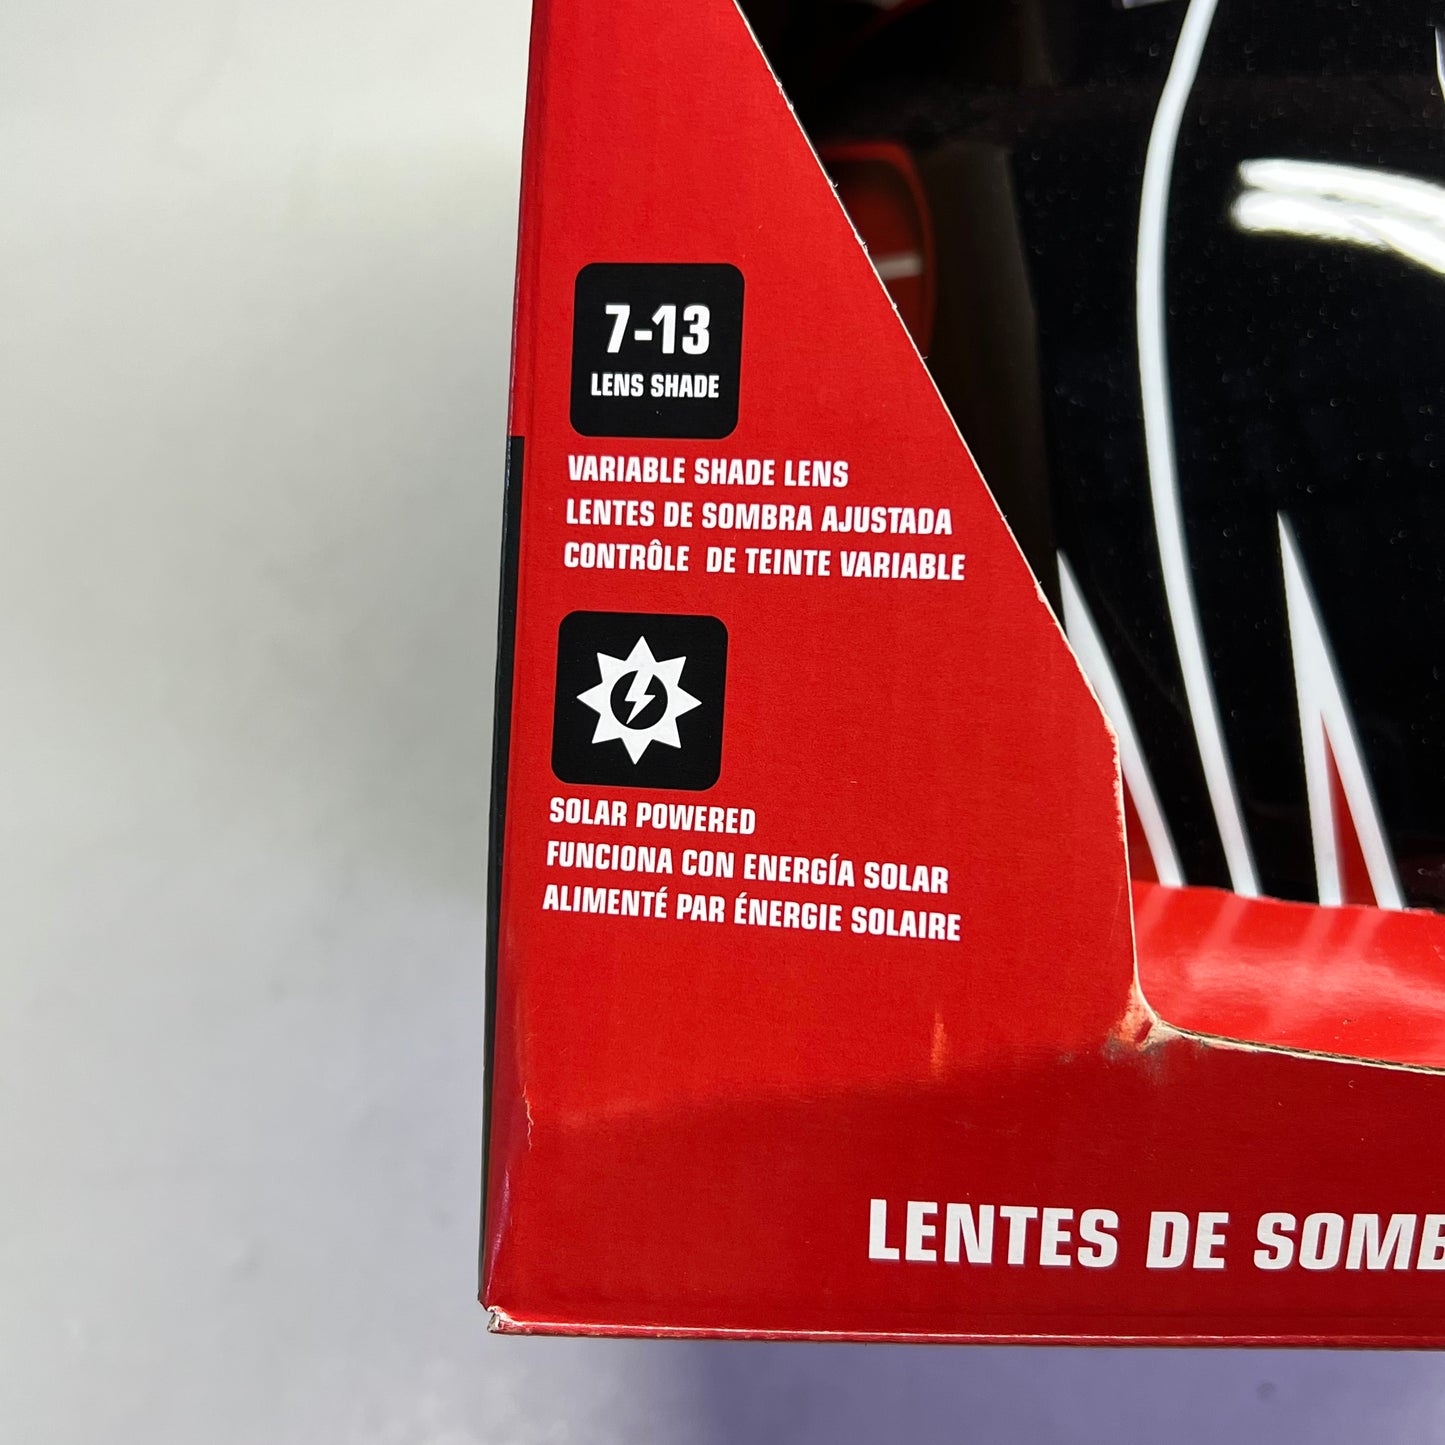 7-13
LENS SHADE
VARIABLE SHADE LENS
LENTES DE SOMBRA AJUSTADA
CONTRÔLE DE TEINTE VARIABLE
SOLAR POWERED
FUNCIONA CON ENERGÍA SOLAR
ALIMENTÉ PAR ÉNERGIE SOLAIRE
LENTES DE SOMB